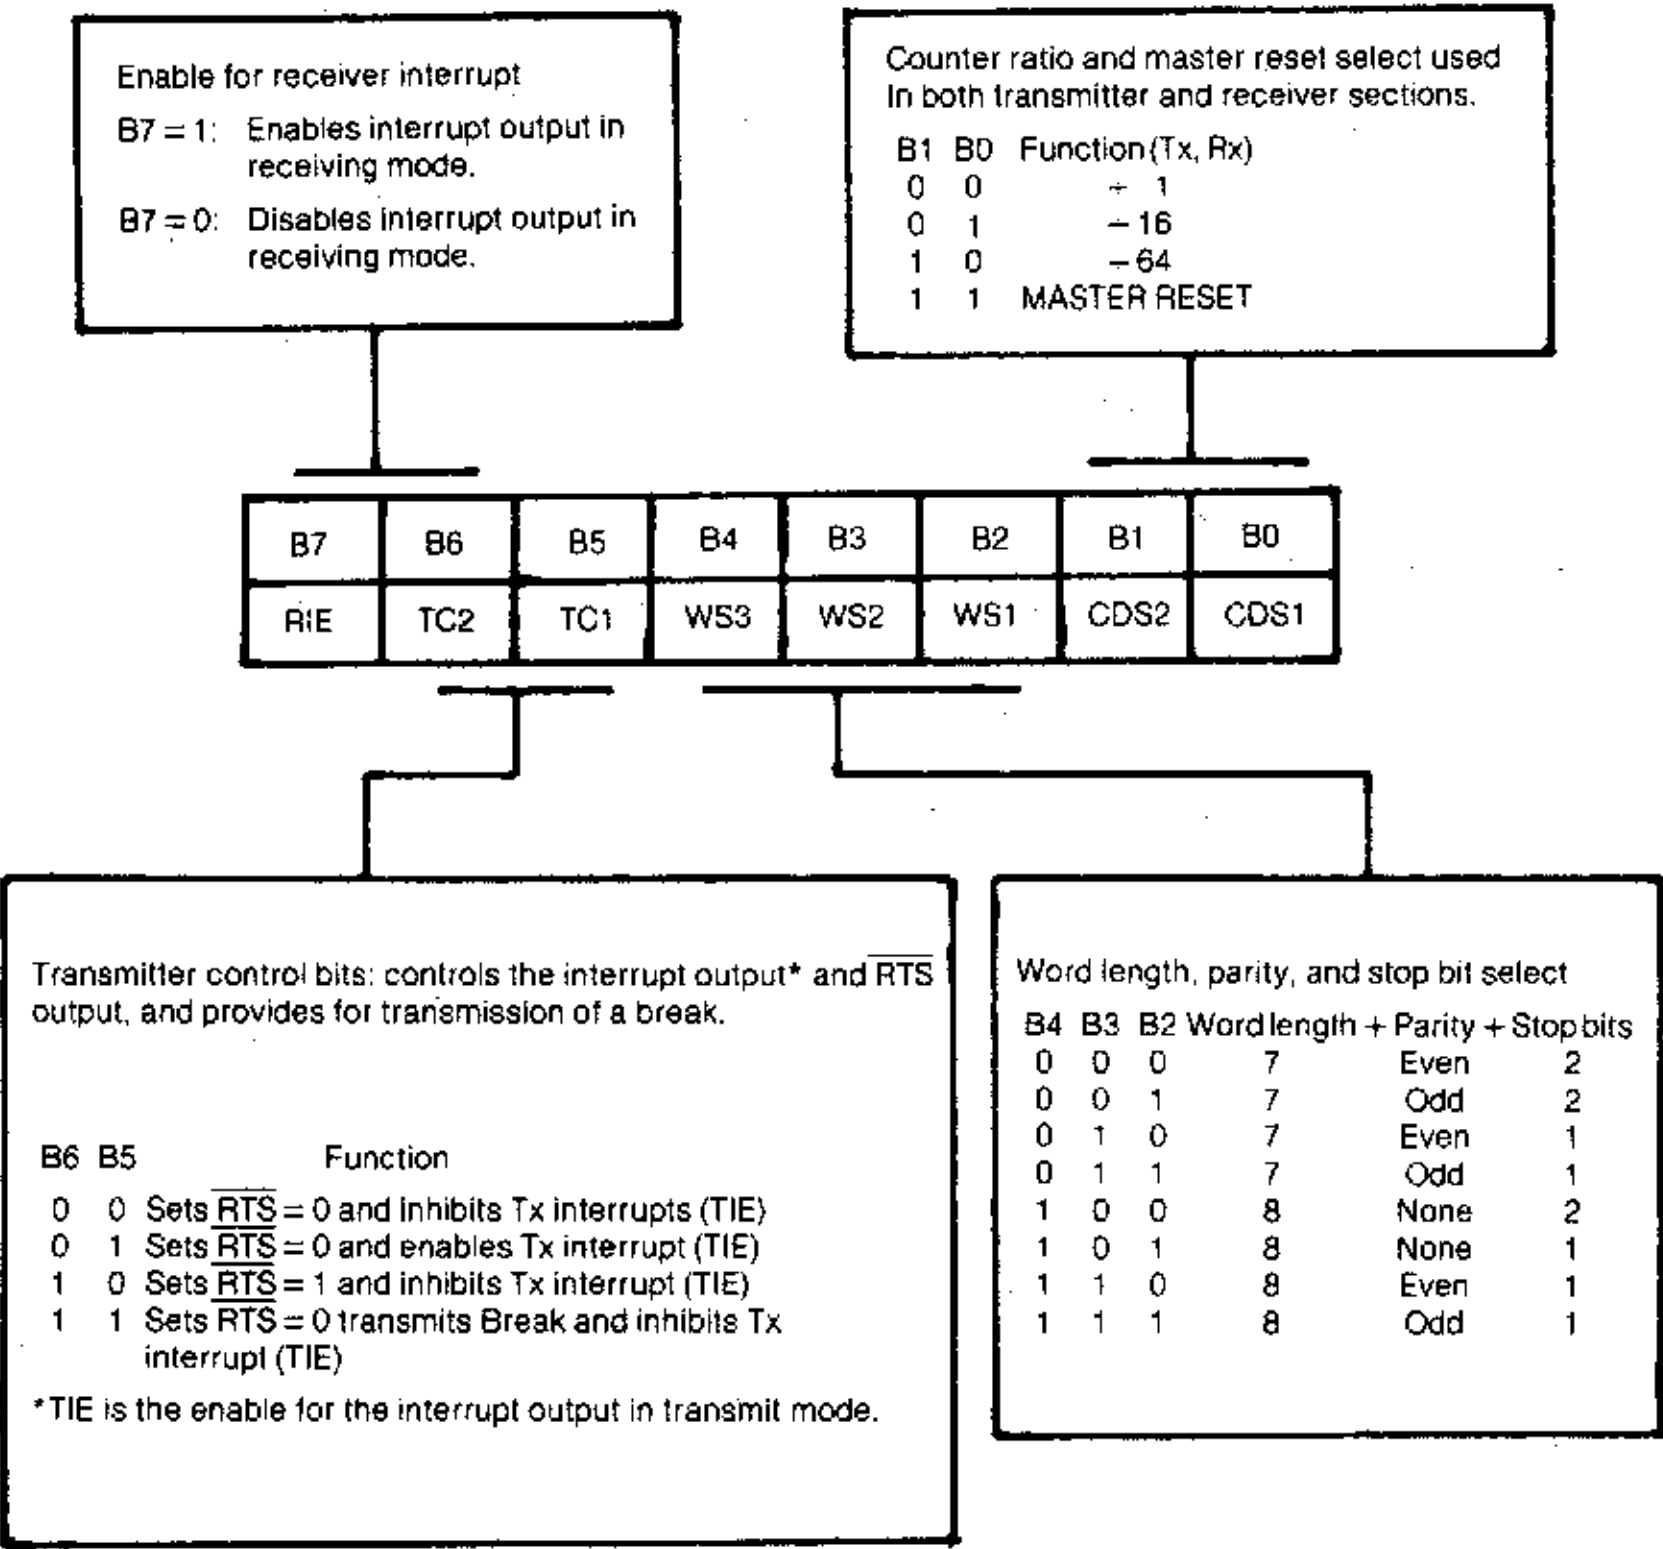 Enable for receiver interrupt
B7 = 1: Enables interrupt output in
receiving mode.
B7 = 0: Disables interrupt output in
receiving mode.
Counter ratio and master reset select used
In both transmitter and receiver sections.
B1 B0 Function (Tx, Rx)
0 0 ÷ 1
0 1 ÷ 16
1 0 ÷ 64
1 1 MASTER RESET
B7 B6 B5 B4 B3 B2 B1 B0
RIE TC2 TC1 WS3 WS2 WS1 CDS2 CDS1
Transmitter control bits: controls the interrupt output* and R̅T̅S̅
output, and provides for transmission of a break.
B6 B5 Function
0 0 Sets R̅T̅S̅ = 0 and inhibits Tx interrupts (TIE)
0 1 Sets R̅T̅S̅ = 0 and enables Tx interrupt (TIE)
1 0 Sets R̅T̅S̅ = 1 and inhibits Tx interrupt (TIE)
1 1 Sets R̅T̅S̅ = 0 transmits Break and inhibits Tx
interrupt (TIE)
*TIE is the enable for the interrupt output in transmit mode.
Word length, parity, and stop bit select
B4 B3 B2 Word length + Parity + Stop bits
0 0 0 7 Even 2
0 0 1 7 Odd 2
0 1 0 7 Even 1
0 1 1 7 Odd 1
1 0 0 8 None 2
1 0 1 8 None 1
1 1 0 8 Even 1
1 1 1 8 Odd 1